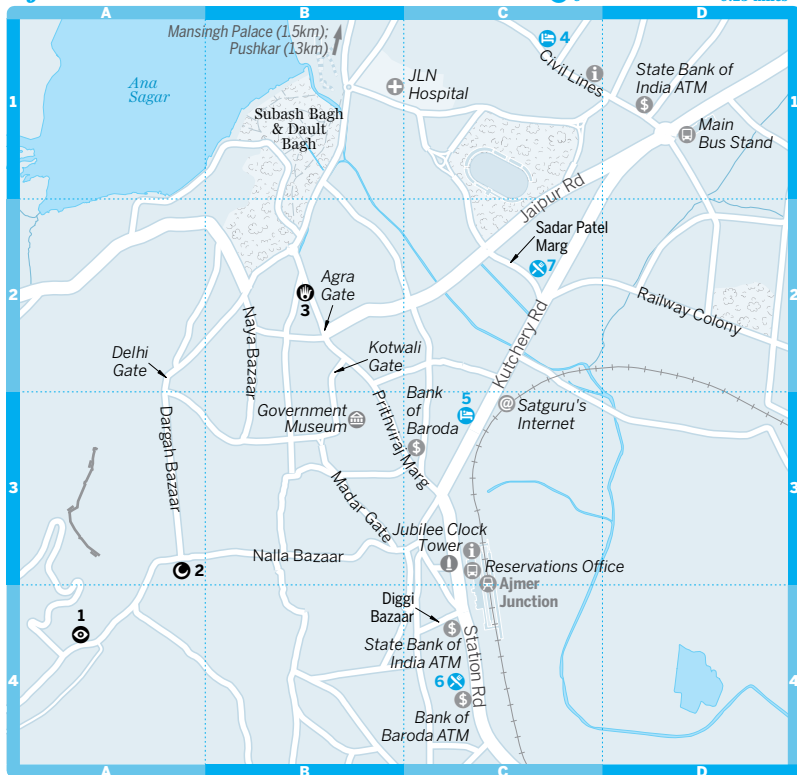 A
B
C
D
Mansingh Palace (1.5km);
Pushkar (13km)
4
Civil Lines
JLN
Hospital
State Bank of
India ATM
1
1
Ana
Sagar
Subash Bagh
& Dault
Bagh
Main
Bus Stand
Jaipur Rd
Sadar Patel
Marg
7
Agra
Gate
2
2
3
Railway Colony
Naya Bazaar
Kutchery Rd
Delhi
Gate
Kotwali
Gate
Prithviraj Marg
Bank
of
Baroda
5
Government
Museum
@
Satguru's
Internet
Dargah Bazaar
$
3
3
Madar Gate
Jubilee Clock
Tower
Nalla Bazaar
Reservations Office
2
Ajmer
Junction
1
Diggi
Bazaar
$
Station Rd
State Bank of
India ATM
4
4
6
$
Bank of
Baroda ATM
A
B
C
D